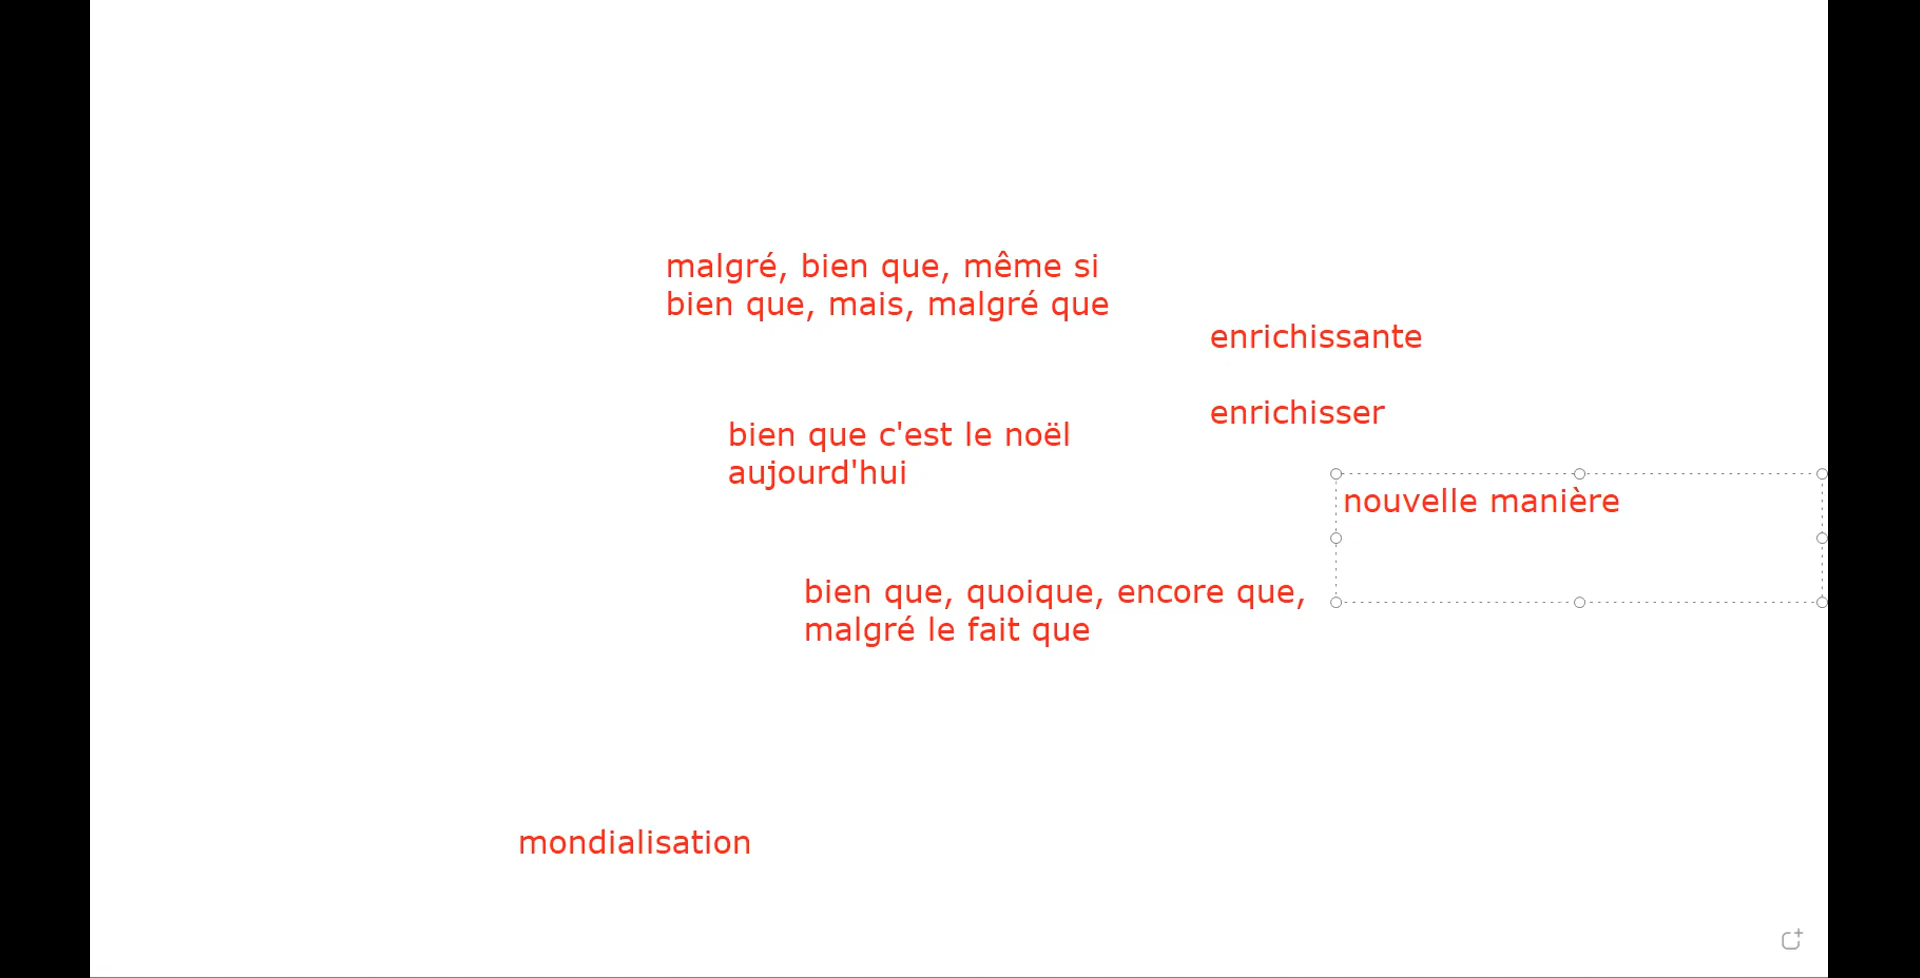 malgré, bien que, même si
bien que, mais, malgré que
enrichissante
enrichisser
bien que c'est le noël
aujourd'hui
nouvelle manière
bien que, quoique, encore que,
malgré le fait que
mondialisation